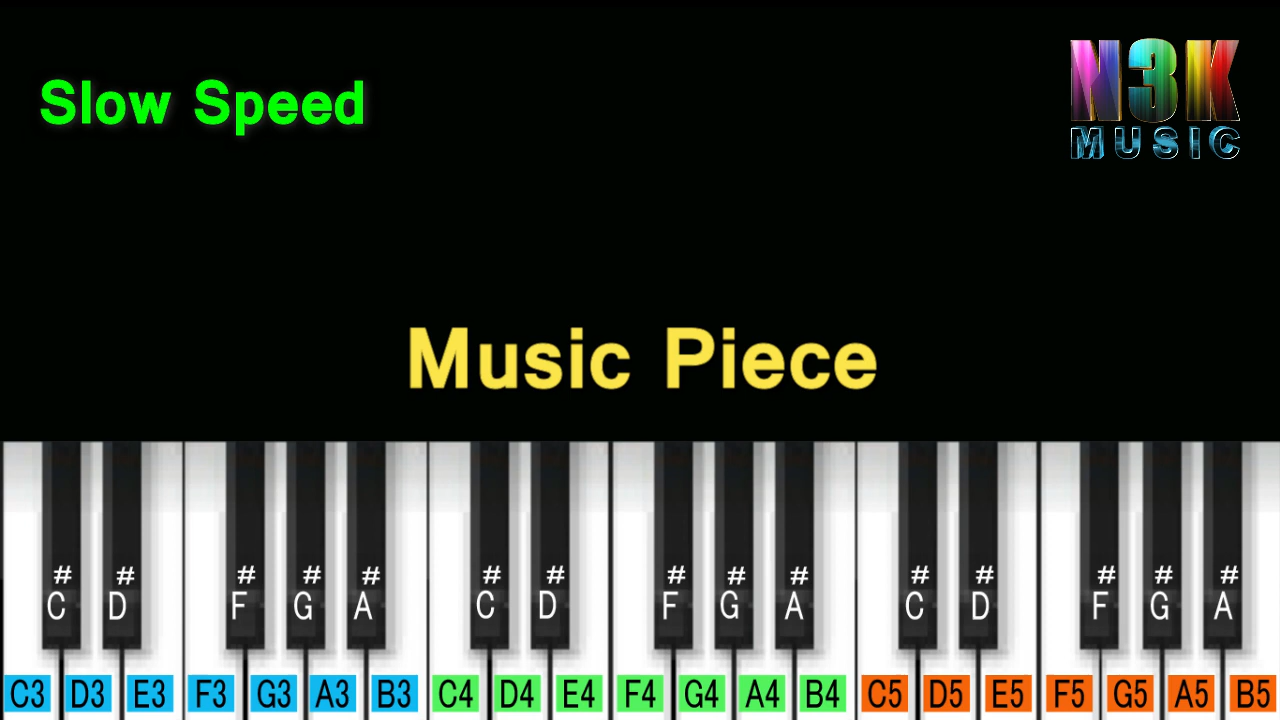 N3K
Slow Speed
MUSIC
Music Piece
# # # # # # # # # # # # # # #
C D F G A C D F G A C D F G A
C3 D3 E3 F3 G3 A3 B3 C4 D4 E4 F4 G4 A4 B4 C5 D5 E5 F5 G5 A5 B5